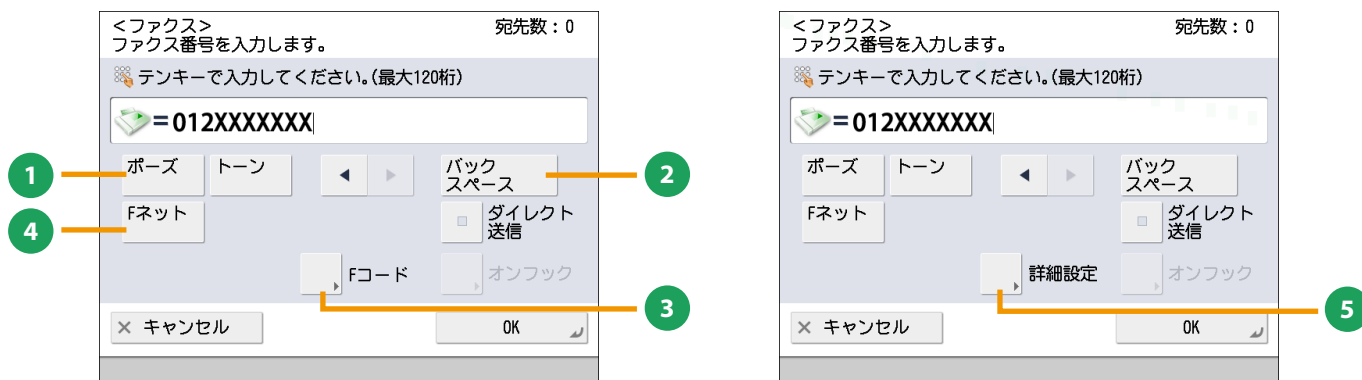 <ファクス>
宛先数：0
ファクス番号を入力します。
テンキーで入力してください。(最大120桁)
=012XXXXXXX
1
ポーズ
トーン
◀
▶
バック
スペース
2
4
Fネット
ダイレクト
送信
Fコード
オンフック
3
× キャンセル
OK
<ファクス>
宛先数：0
ファクス番号を入力します。
テンキーで入力してください。(最大120桁)
=012XXXXXXX
ポーズ
トーン
◀
▶
バック
スペース
Fネット
ダイレクト
送信
詳細設定
オンフック
5
× キャンセル
OK